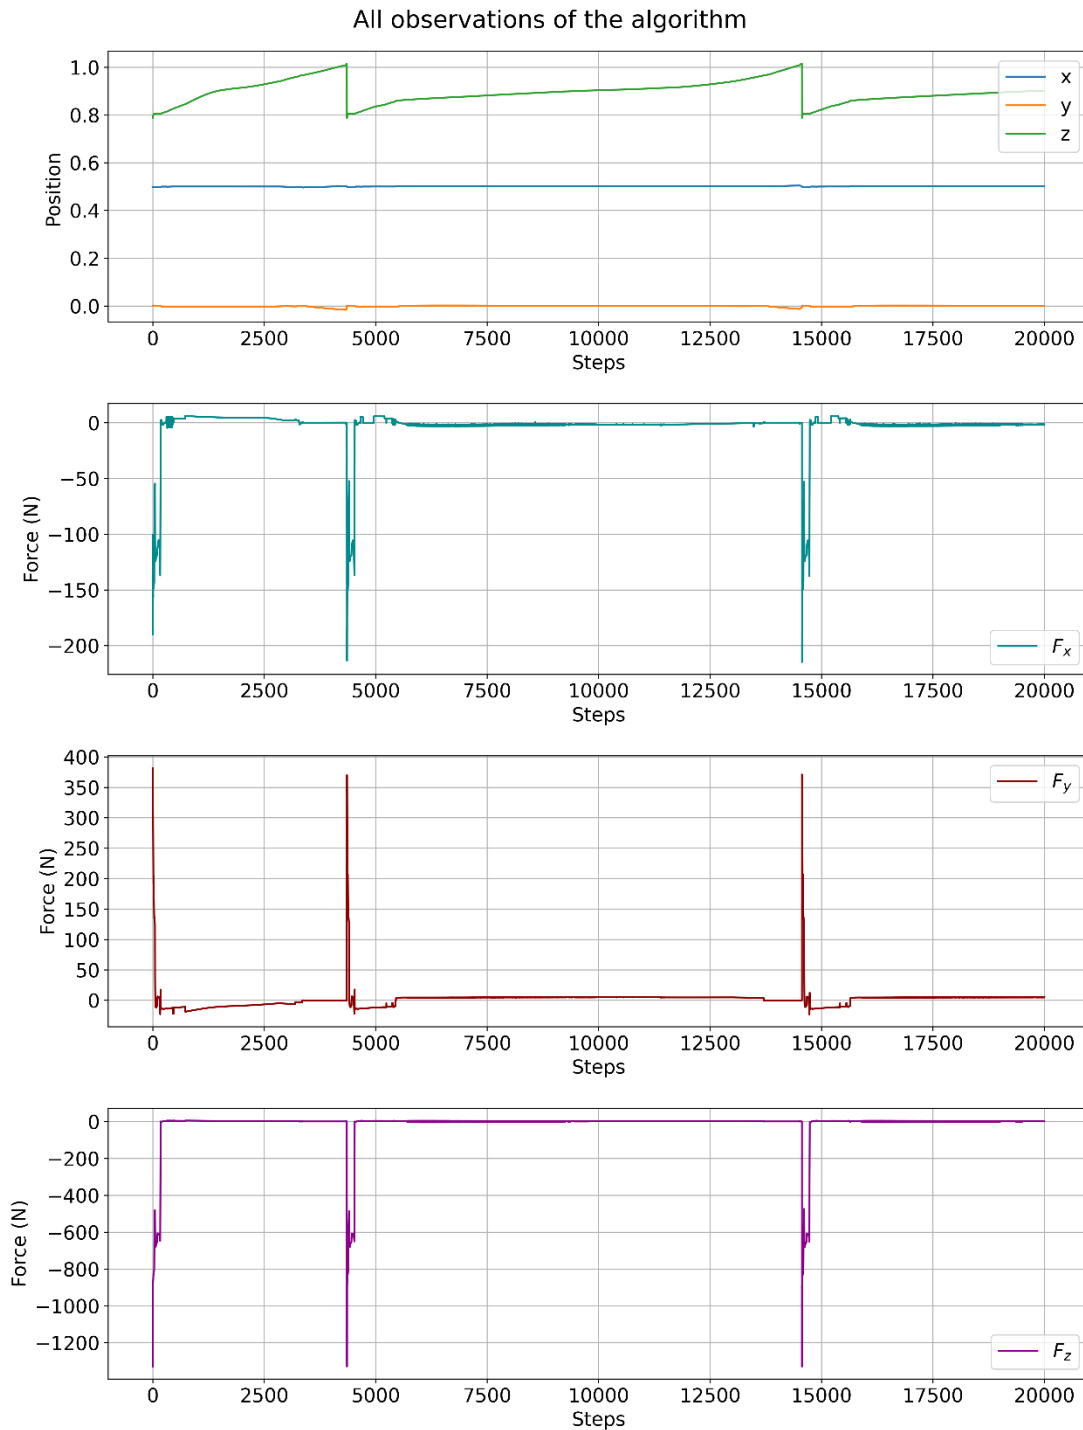 All observations of the algorithm
1.0
0.8
0.6
0.4
0.2
0.0
Position
x
y
z
0 2500 5000 7500 10000 12500 15000 17500 20000
Steps
0
−50
−100
−150
−200
Force (N)
F_x
0 2500 5000 7500 10000 12500 15000 17500 20000
Steps
400
350
300
250
200
150
100
50
0
Force (N)
F_y
0 2500 5000 7500 10000 12500 15000 17500 20000
Steps
0
−200
−400
−600
−800
−1000
−1200
Force (N)
F_z
0 2500 5000 7500 10000 12500 15000 17500 20000
Steps